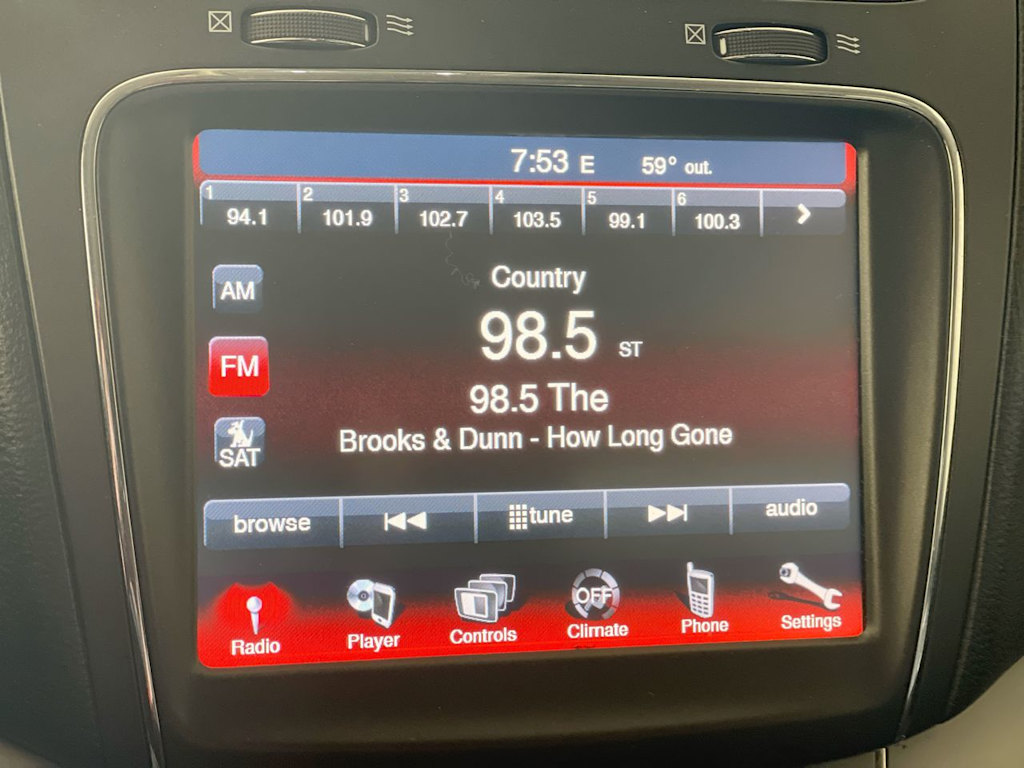 7:53 E 59° out.
1 2 3 4 5 6
94.1 101.9 102.7 103.5 99.1 100.3
AM
Country
98.5 ST
FM
98.5 The
SAT
Brooks & Dunn - How Long Gone
browse tune audio
OFF
Radio Player Controls Climate Phone Settings